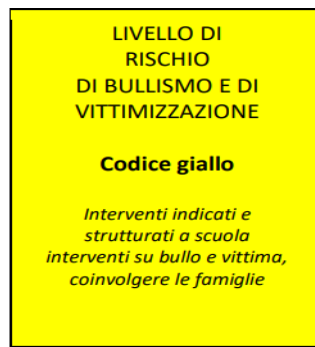 LIVELLO DI
RISCHIO
DI BULLISMO E DI
VITTIMIZZAZIONE
Codice giallo
Interventi indicati e
strutturati a scuola
interventi su bullo e vittima,
coinvolgere le famiglie